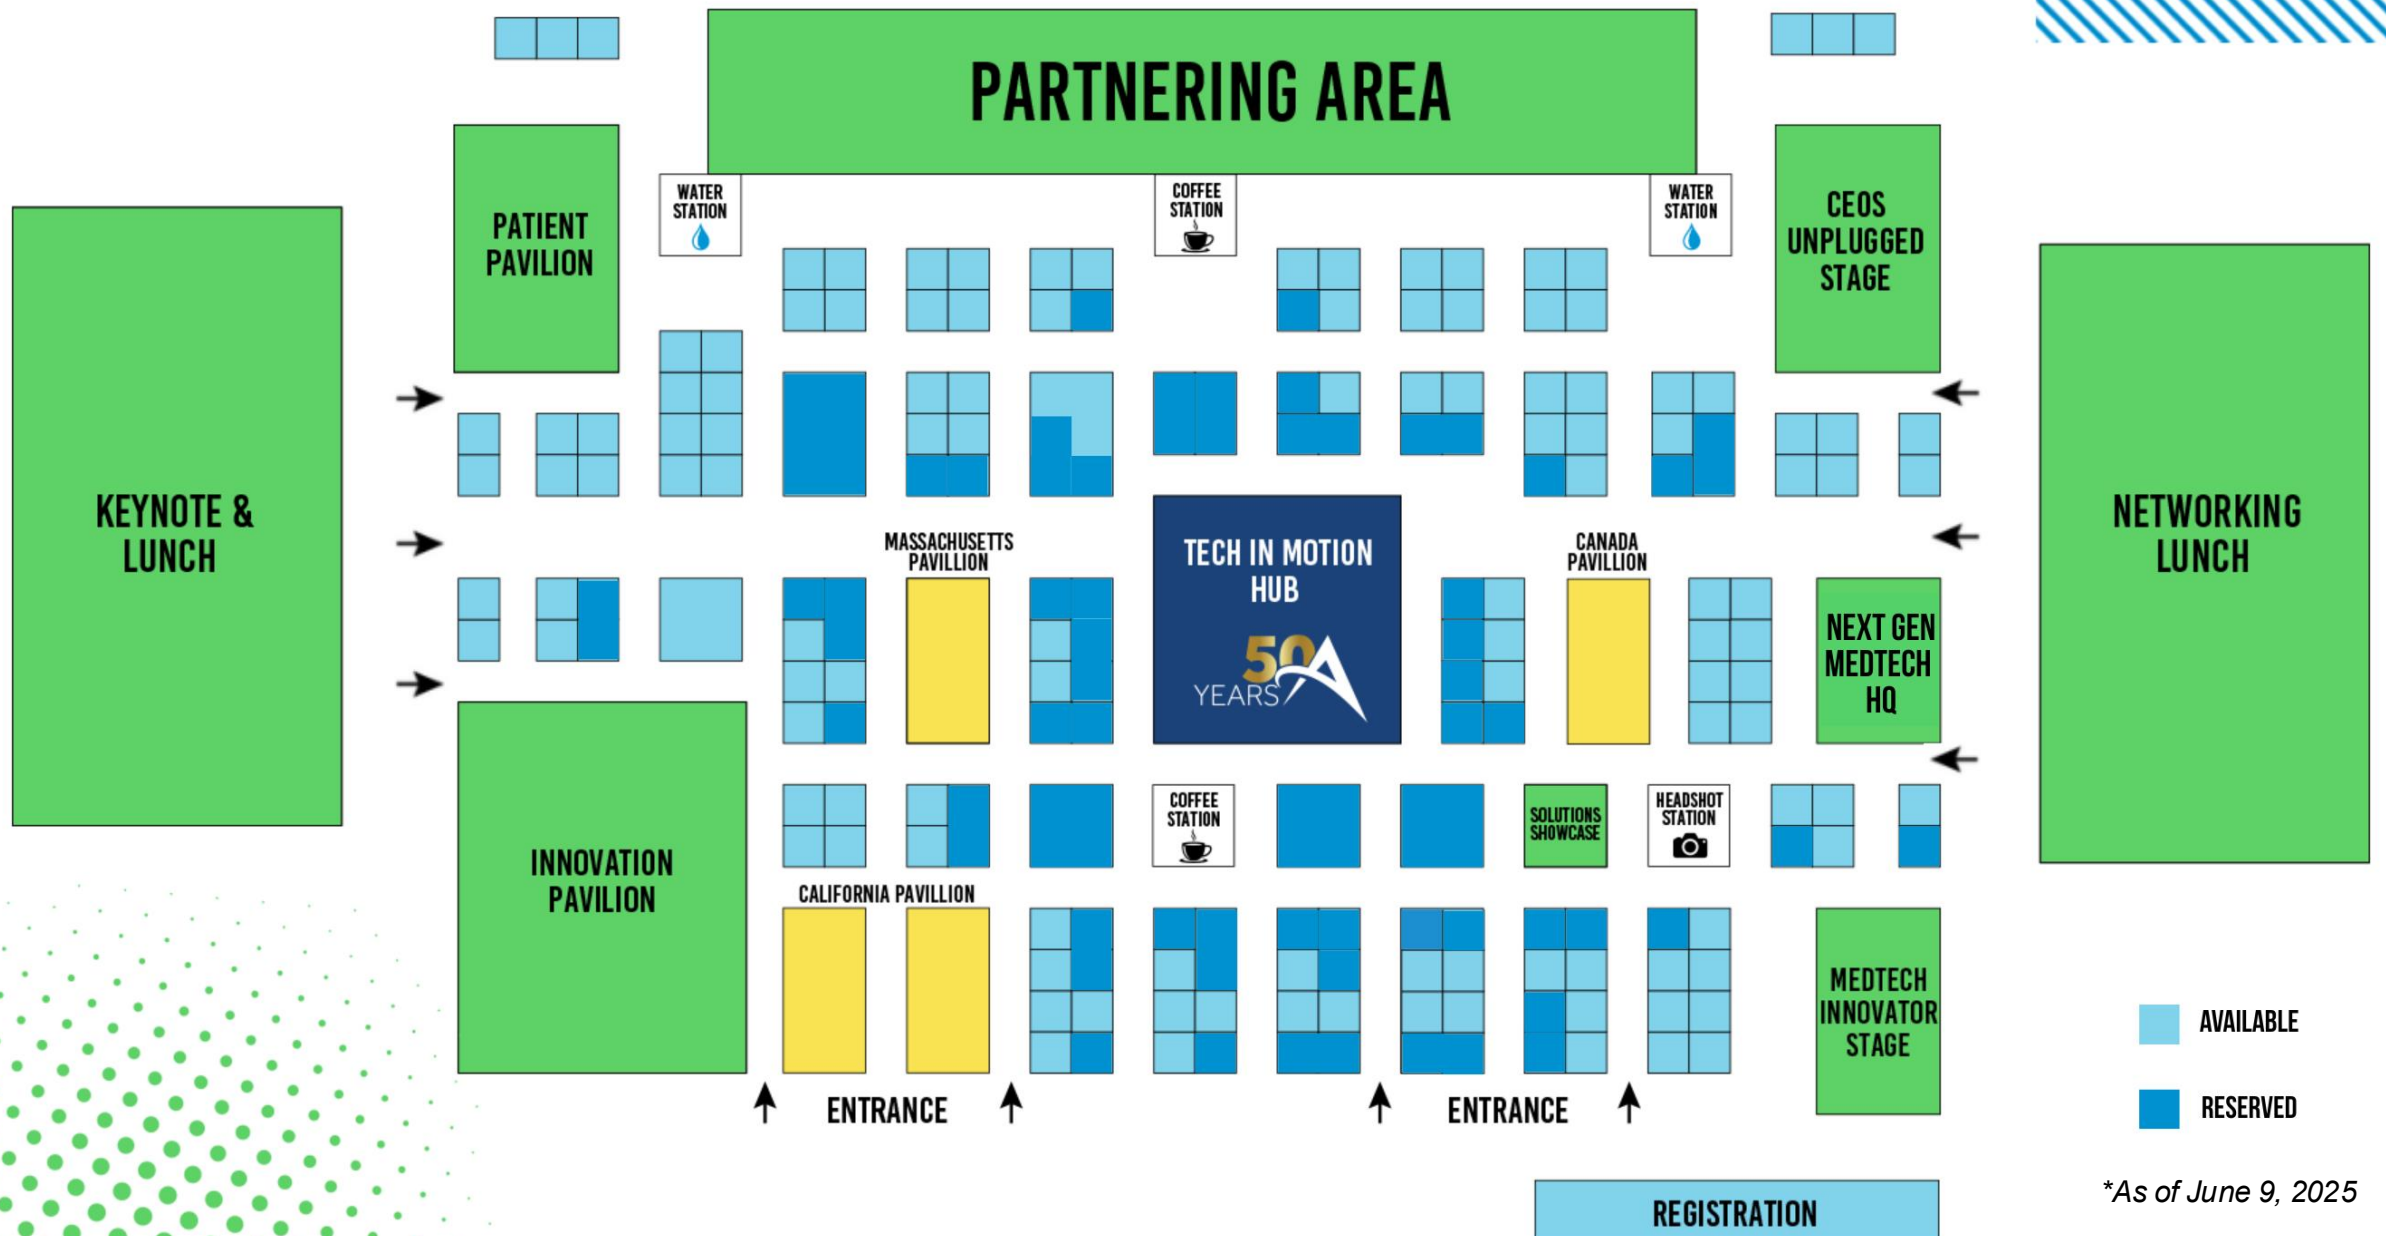 PARTNERING AREA
WATER
STATION
COFFEE
STATION
WATER
STATION
PATIENT
PAVILION
CEOS
UNPLUGGED
STAGE
KEYNOTE &
LUNCH
NETWORKING
LUNCH
MASSACHUSETTS
PAVILLION
TECH IN MOTION
HUB
50
YEARS
CANADA
PAVILLION
NEXT GEN
MEDTECH
HQ
INNOVATION
PAVILION
COFFEE
STATION
SOLUTIONS
SHOWCASE
HEADSHOT
STATION
CALIFORNIA PAVILLION
MEDTECH
INNOVATOR
STAGE
AVAILABLE
RESERVED
ENTRANCE
ENTRANCE
*As of June 9, 2025
REGISTRATION